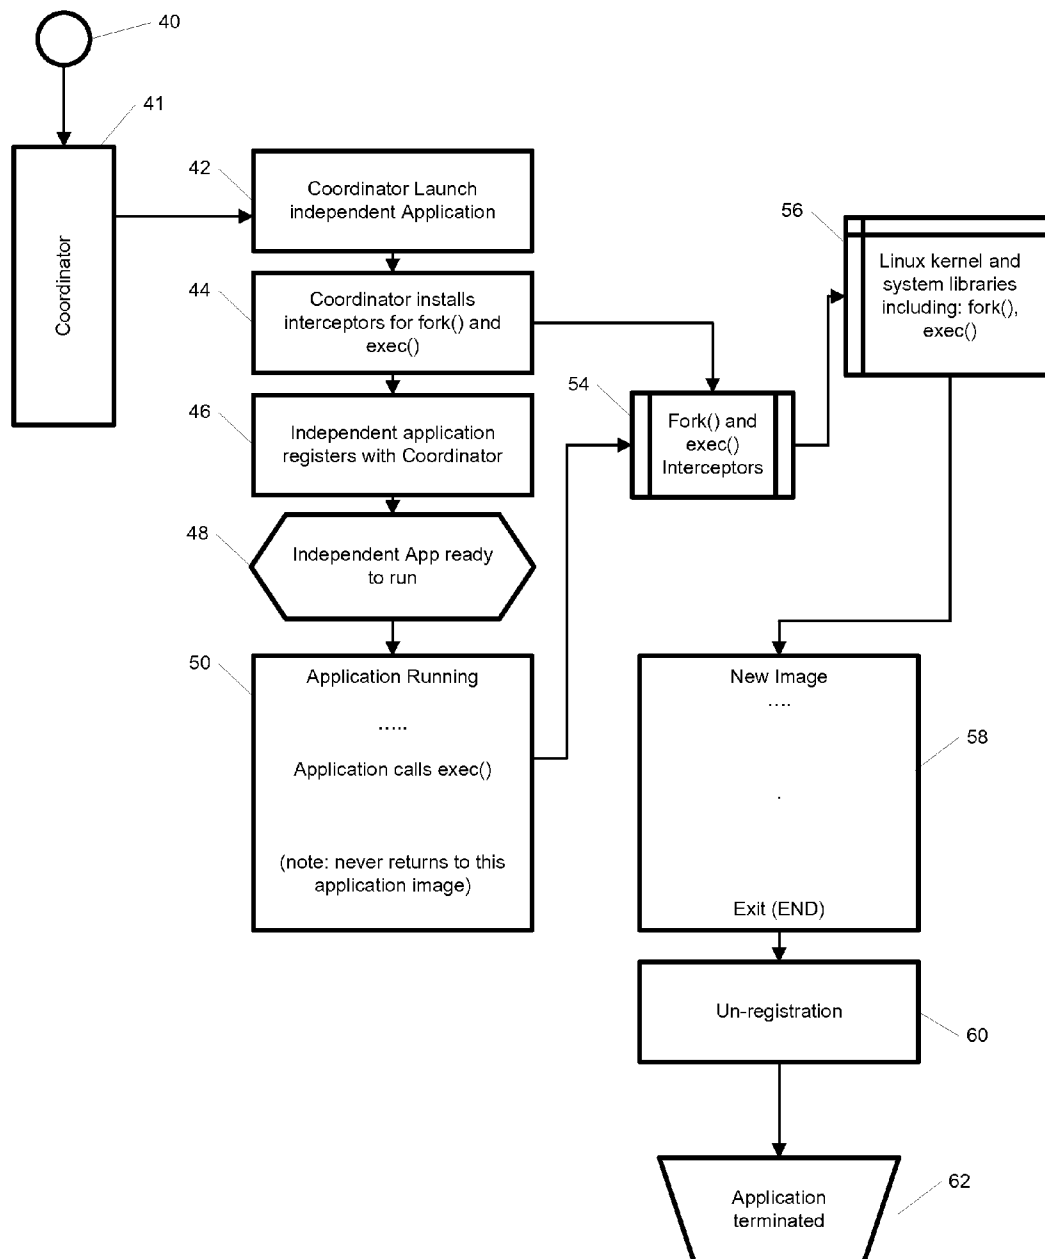 40
41
Coordinator
42
Coordinator Launch
independent Application
44
Coordinator installs
interceptors for fork() and
exec()
46
Independent application
registers with Coordinator
48
Independent App ready
to run
50
Application Running
.....
Application calls exec()
(note: never returns to this
application image)
54
Fork() and
exec()
Interceptors
56
Linux kernel and
system libraries
including: fork(),
exec()
New Image
....
.
Exit (END)
58
Un-registration
60
Application
terminated
62